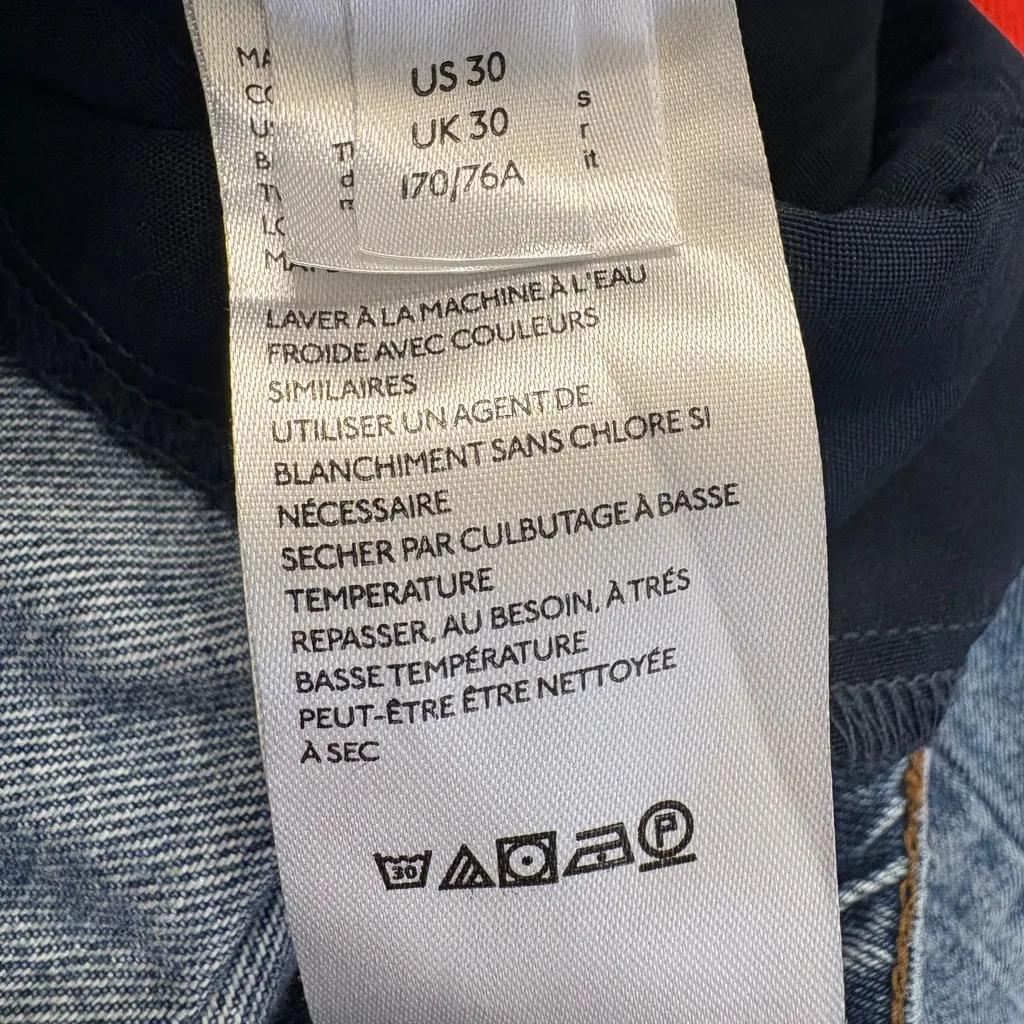 US 30
UK 30
170/76A
LAVER À LA MACHINE À L'EAU
FROIDE AVEC COULEURS
SIMILAIRES
UTILISER UN AGENT DE
BLANCHIMENT SANS CHLORE SI
NÉCESSAIRE
SECHER PAR CULBUTAGE À BASSE
TEMPERATURE
REPASSER, AU BESOIN, À TRÉS
BASSE TEMPÉRATURE
PEUT-ÊTRE ÊTRE NETTOYÉE
À SEC
30 P